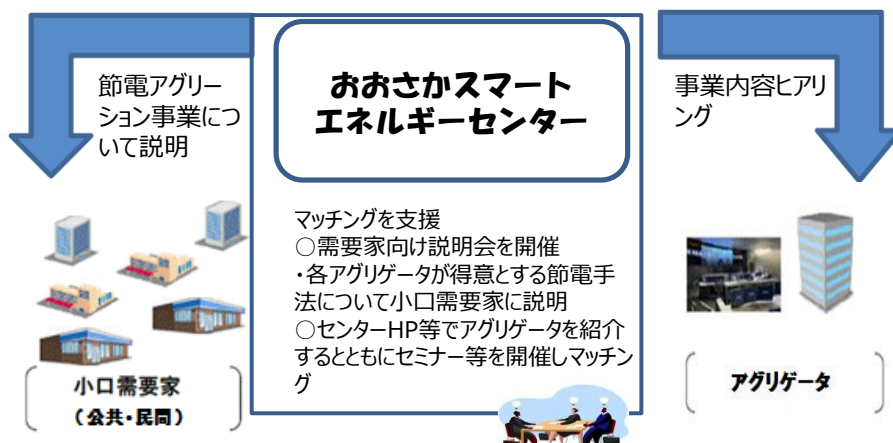 節電アグリー
ション事業につ
いて説明
おおさかスマート
エネルギーセンター
事業内容ヒアリ
ング
マッチングを支援
○需要家向け説明会を開催
・各アグリゲータが得意とする節電手
法について小口需要家に説明
○センターHP等でアグリゲータを紹介
するとともにセミナー等を開催しマッチン
グ
小口需要家
（公共・民間）
アグリゲータ